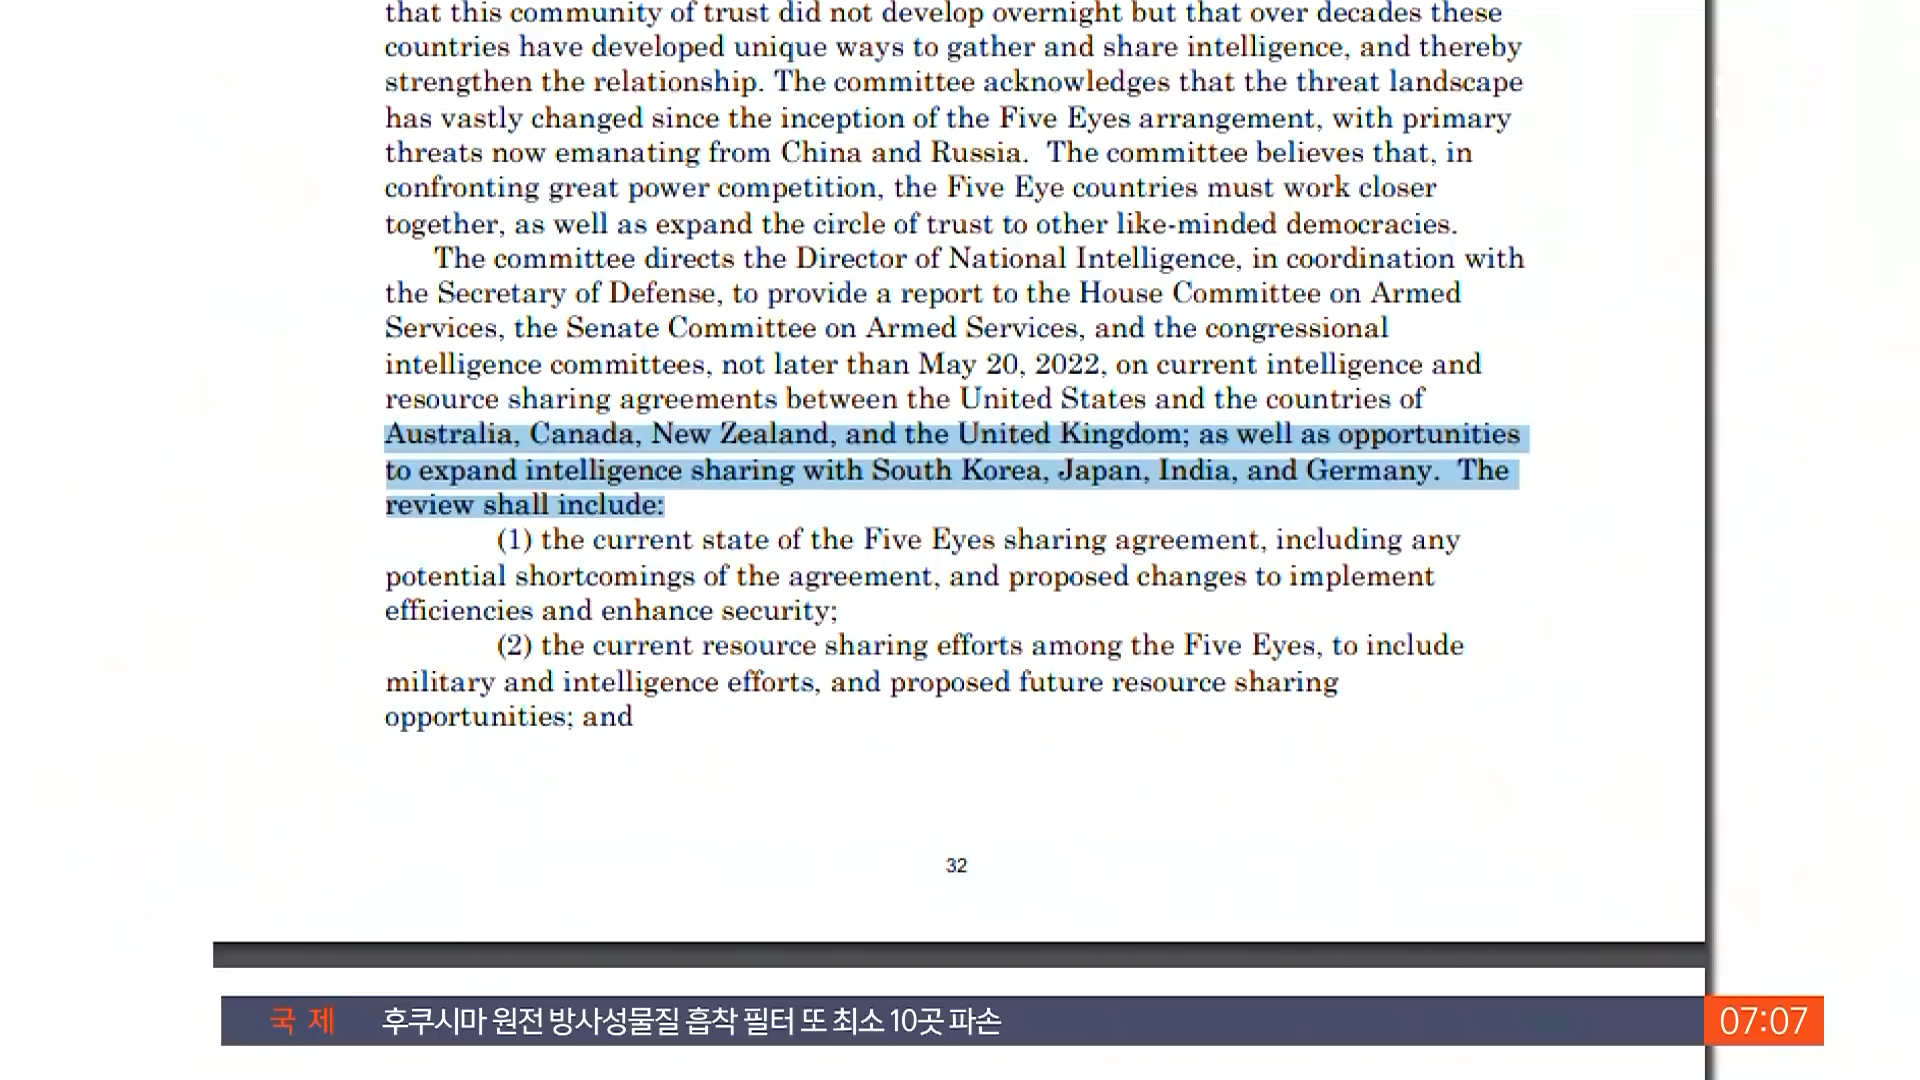 that this community of trust did not develop overnight but that over decades these
countries have developed unique ways to gather and share intelligence, and thereby
strengthen the relationship. The committee acknowledges that the threat landscape
has vastly changed since the inception of the Five Eyes arrangement, with primary
threats now emanating from China and Russia.  The committee believes that, in
confronting great power competition, the Five Eye countries must work closer
together, as well as expand the circle of trust to other like-minded democracies.
The committee directs the Director of National Intelligence, in coordination with
the Secretary of Defense, to provide a report to the House Committee on Armed
Services, the Senate Committee on Armed Services, and the congressional
intelligence committees, not later than May 20, 2022, on current intelligence and
resource sharing agreements between the United States and the countries of
Australia, Canada, New Zealand, and the United Kingdom; as well as opportunities
to expand intelligence sharing with South Korea, Japan, India, and Germany.  The
review shall include:
(1) the current state of the Five Eyes sharing agreement, including any
potential shortcomings of the agreement, and proposed changes to implement
efficiencies and enhance security;
(2) the current resource sharing efforts among the Five Eyes, to include
military and intelligence efforts, and proposed future resource sharing
opportunities; and
32
국 제 후쿠시마 원전 방사성물질 흡착 필터 또 최소 10곳 파손 07:07